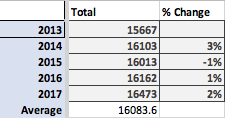 Total % Change
2013 15667
2014 16103 3%
2015 16013 -1%
2016 16162 1%
2017 16473 2%
Average 16083.6